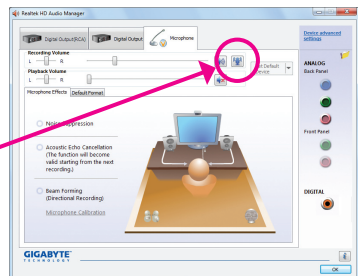 Realtek HD Audio Manager
Digital Output(RCA)
Digital Output
Microphone
Device advanced
settings
Recording Volume
L
R
Set Default
Device
Playback Volume
L
R
Microphone Effects
Default Format
Noise Suppression
Acoustic Echo Cancellation
(The function will become
valid starting from the next
recording.)
Beam Forming
(Directional Recording)
Microphone Calibration
ANALOG
Back Panel
Front Panel
DIGITAL
GIGABYTE
TECHNOLOGY
OK